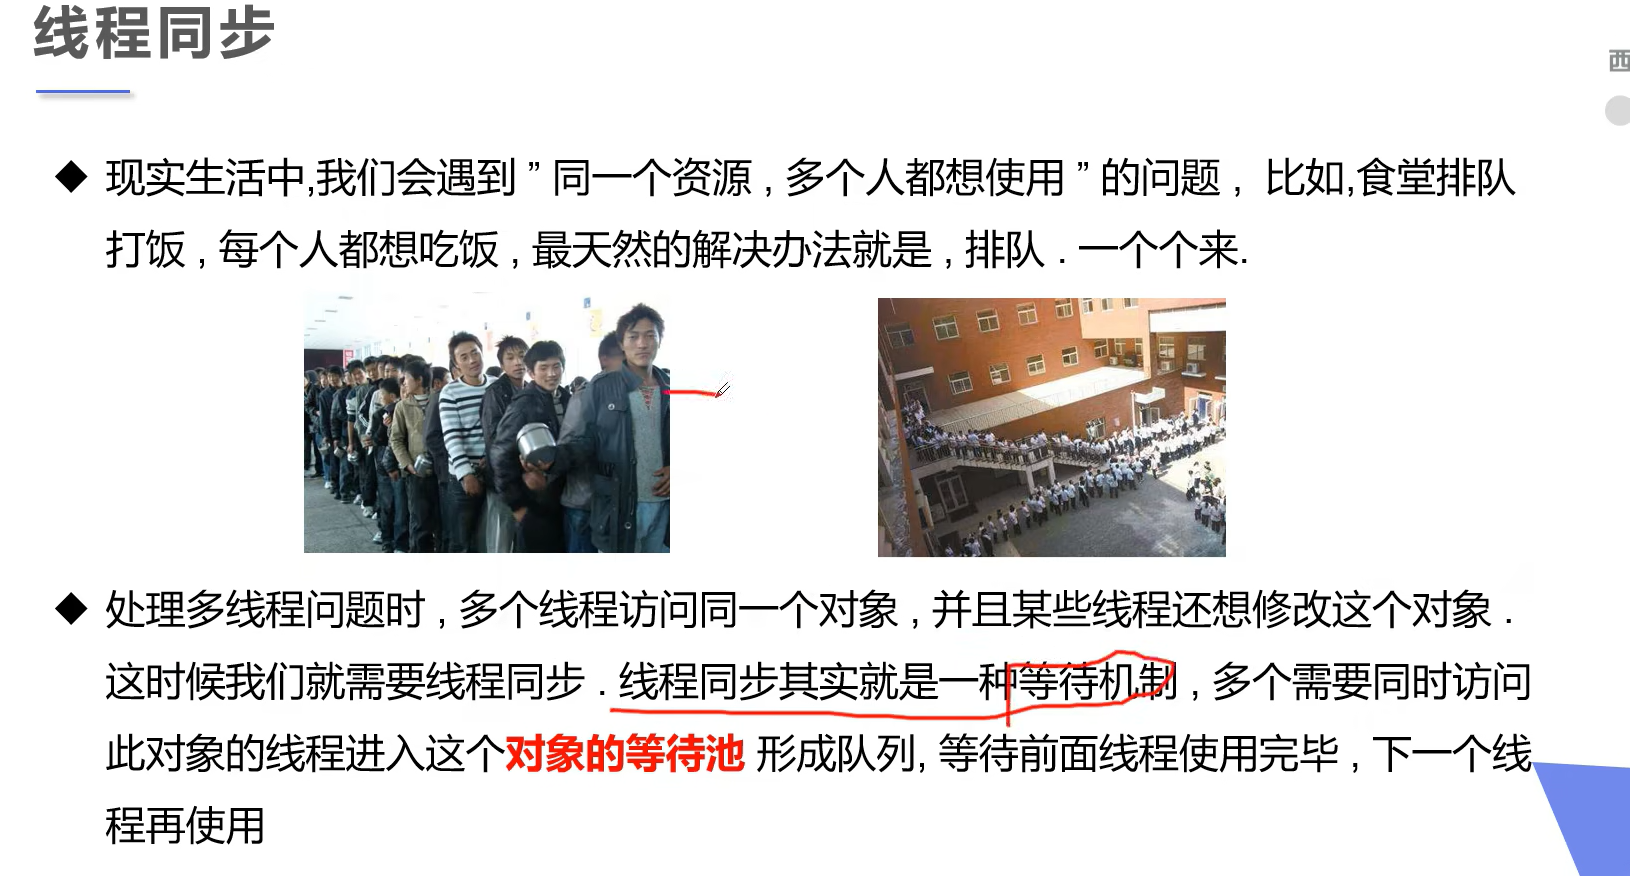 线程同步
西
◆ 现实生活中,我们会遇到 ” 同一个资源 , 多个人都想使用 ” 的问题 , 比如,食堂排队
打饭 , 每个人都想吃饭 , 最天然的解决办法就是 , 排队 . 一个个来.
◆ 处理多线程问题时 , 多个线程访问同一个对象 , 并且某些线程还想修改这个对象 .
这时候我们就需要线程同步 . 线程同步其实就是一种等待机制 , 多个需要同时访问
此对象的线程进入这个对象的等待池 形成队列, 等待前面线程使用完毕 , 下一个线
程再使用